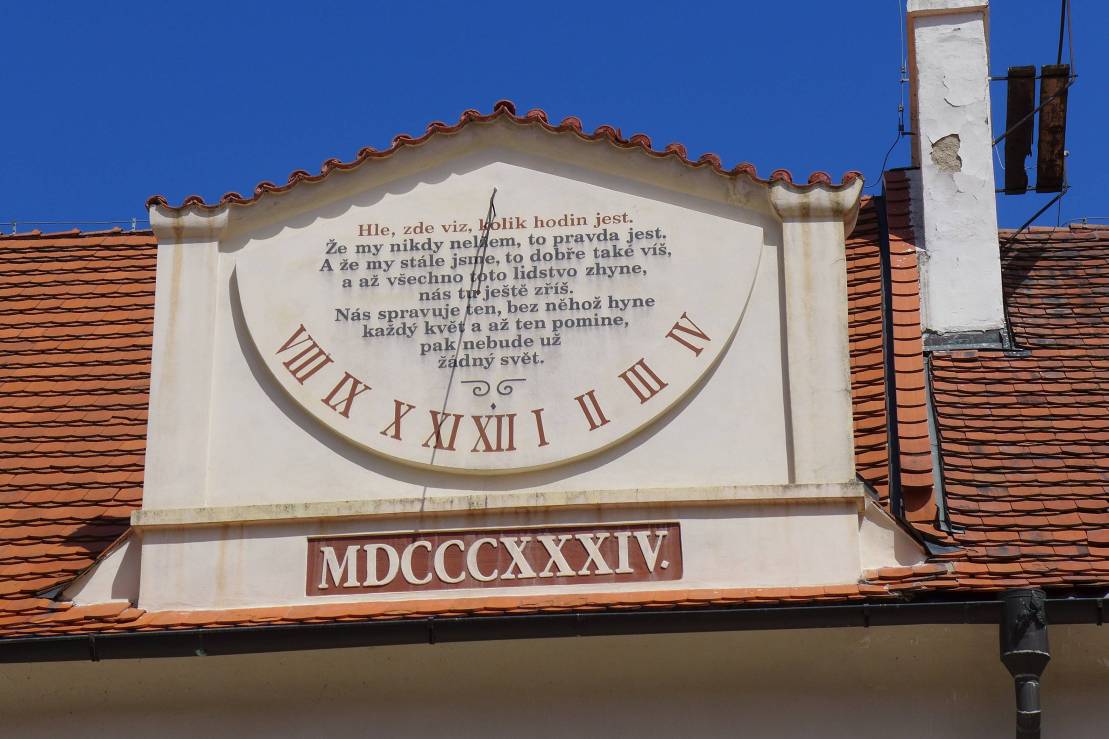 Hle, zde viz, kolik hodin jest.
Že my nikdy nelžem, to pravda jest.
A že my stále jsme, to dobře také víš,
a až všechno toto lidstvo zhyne,
nás tu ještě zříš.
Nás spravuje ten, bez něhož hyne
každý květ a až ten pomine,
pak nebude už
žádný svět.
VIII IX X XI XII I II III IV
MDCCCXXXIV.